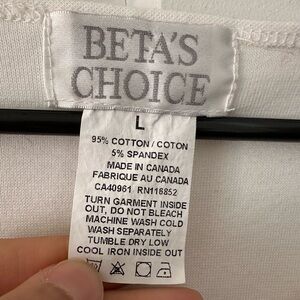 BETA'S
CHOICE
L
95% COTTON / COTON
5% SPANDEX
MADE IN CANADA
FABRIQUE AU CANADA
CA40961 RN116852
TURN GARMENT INSIDE
OUT, DO NOT BLEACH
MACHINE WASH COLD
WASH SEPARATELY
TUMBLE DRY LOW
COOL IRON INSIDE OUT